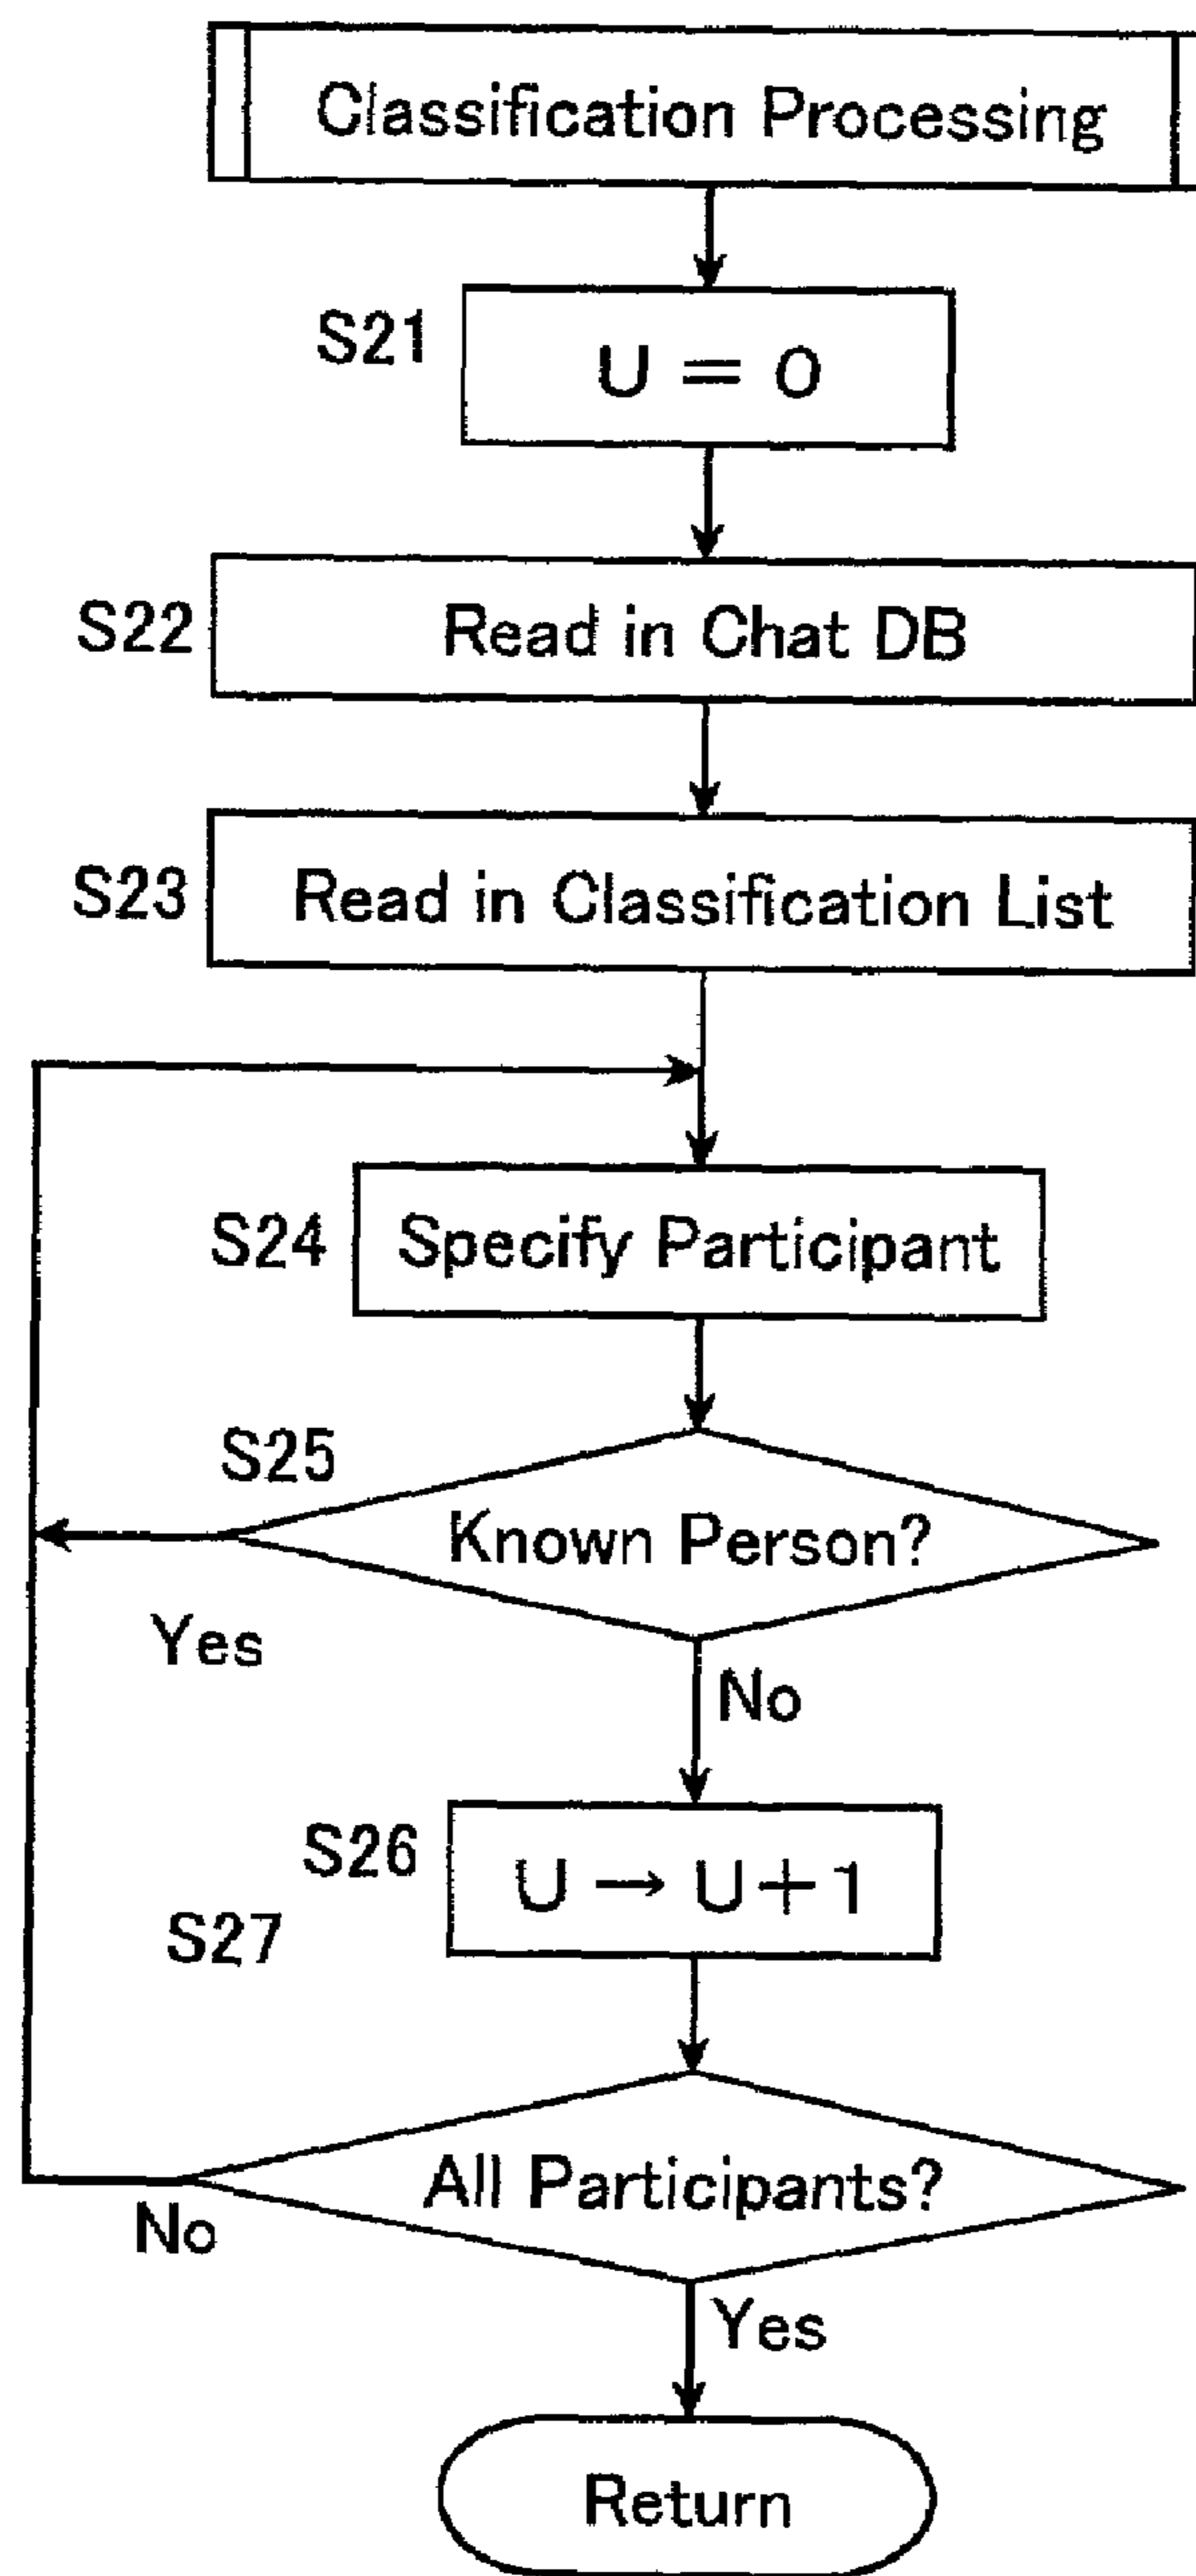 Classification Processing
S21
U = 0
S22
Read in Chat DB
S23
Read in Classification List
S24
Specify Participant
S25
Known Person?
Yes
No
S26
U → U+1
S27
All Participants?
No
Yes
Return